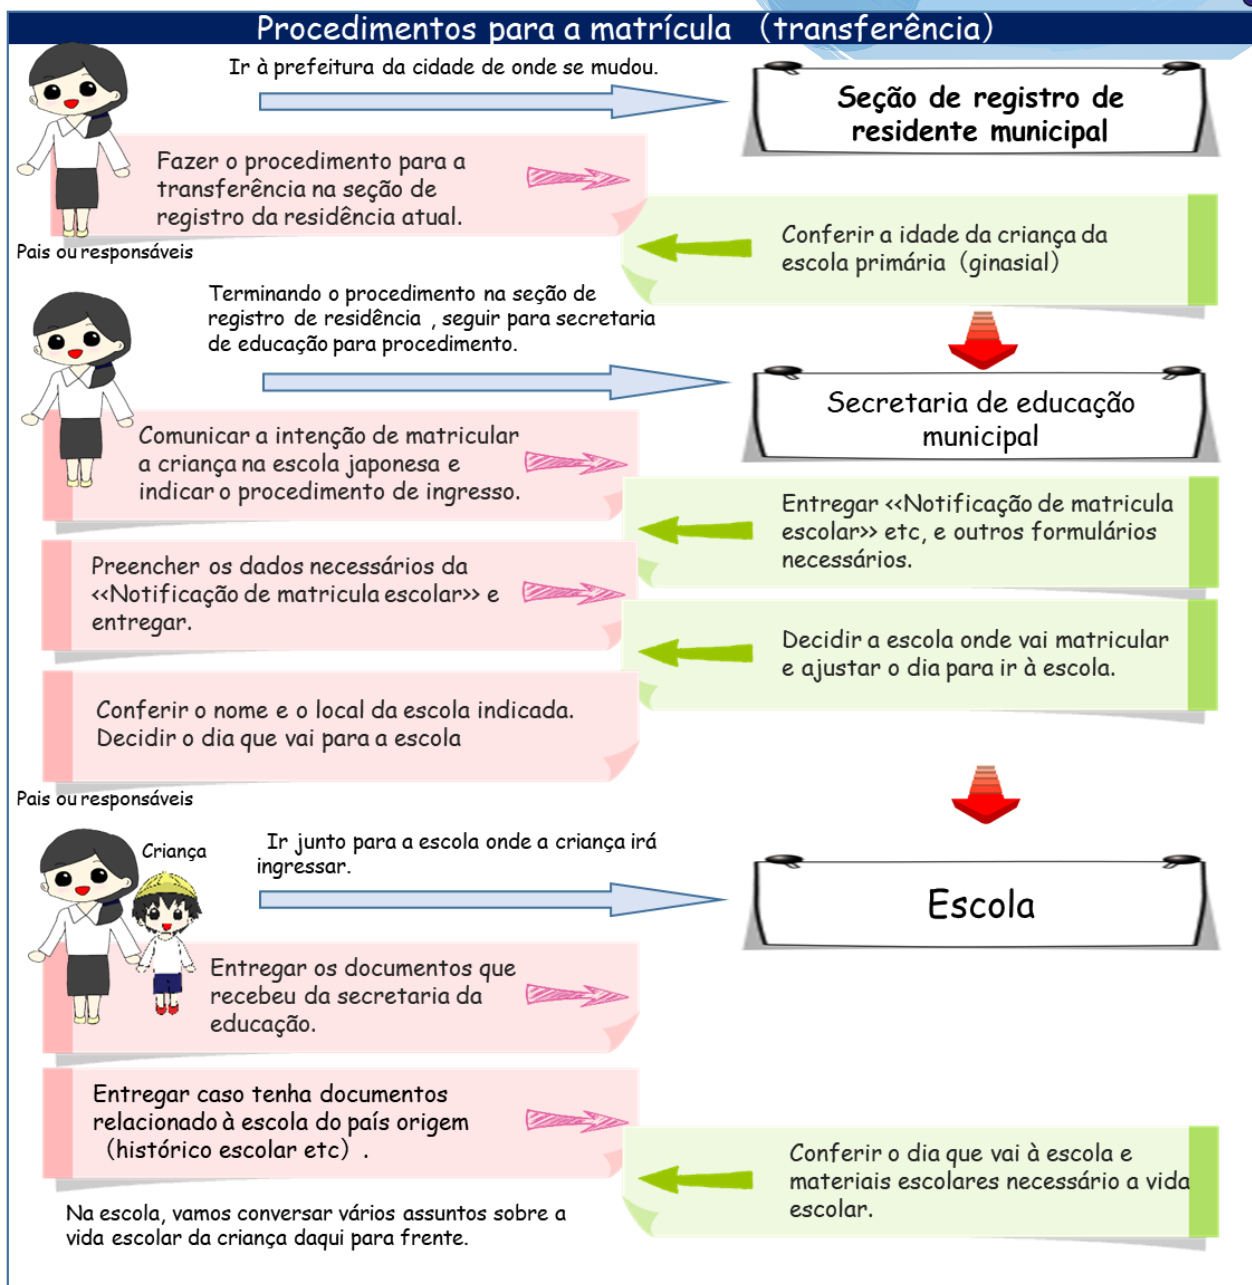 Procedimentos para a matrícula （transferência）
Ir à prefeitura da cidade de onde se mudou.
Seção de registro de
residente municipal
Fazer o procedimento para a
transferência na seção de
registro da residência atual.
Pais ou responsáveis
Conferir a idade da criança da
escola primária（ginasial）
Terminando o procedimento na seção de
registro de residência , seguir para secretaria
de educação para procedimento.
Secretaria de educação
municipal
Comunicar a intenção de matricular
a criança na escola japonesa e
indicar o procedimento de ingresso.
Entregar ‹‹Notificação de matricula
escolar›› etc, e outros formulários
necessários.
Preencher os dados necessários da
‹‹Notificação de matricula escolar›› e
entregar.
Decidir a escola onde vai matricular
e ajustar o dia para ir à escola.
Conferir o nome e o local da escola indicada.
Decidir o dia que vai para a escola
Pais ou responsáveis
Criança
Ir junto para a escola onde a criança irá
ingressar.
Escola
Entregar os documentos que
recebeu da secretaria da
educação.
Entregar caso tenha documentos
relacionado à escola do país origem
（histórico escolar etc）.
Conferir o dia que vai à escola e
materiais escolares necessário a vida
escolar.
Na escola, vamos conversar vários assuntos sobre a
vida escolar da criança daqui para frente.